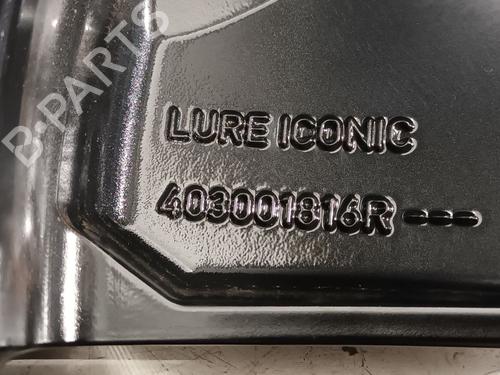 B-PARTS
LURE ICONIC
403001816R ---